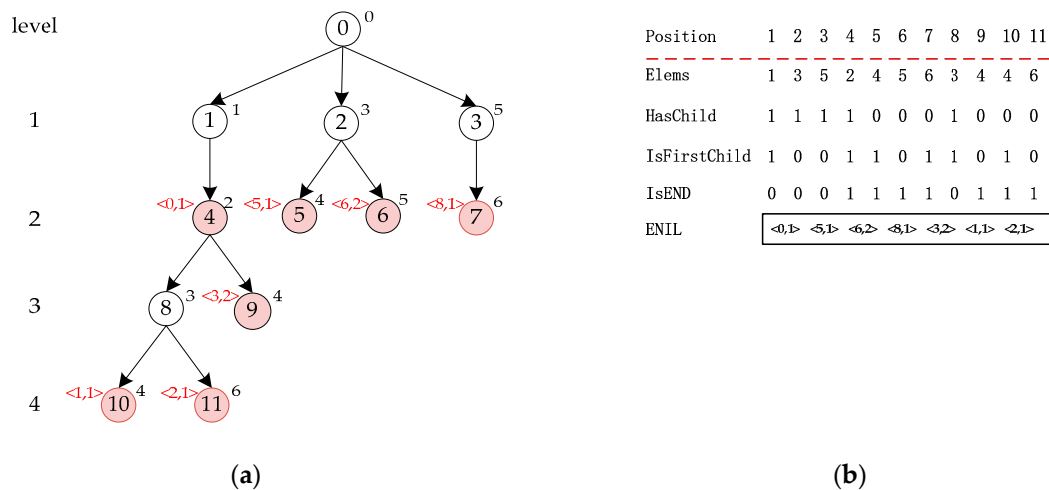 level
0 0
1
1 1
2 3
3 5
2
<0,1> 4 2
<5,1> 5 4
<6,2> 6 5
<8,1> 7 6
3
8 3
<3,2> 9 4
4
<1,1> 10 4
<2,1> 11 6
(a)
Position 1 2 3 4 5 6 7 8 9 10 11
Elems 1 3 5 2 4 5 6 3 4 4 6
HasChild 1 1 1 1 0 0 0 1 0 0 0
IsFirstChild 1 0 0 1 1 0 1 1 0 1 0
IsEND 0 0 0 1 1 1 1 0 1 1 1
ENIL <0,1> <5,1> <6,2> <8,1> <3,2> <1,1> <2,1>
(b)